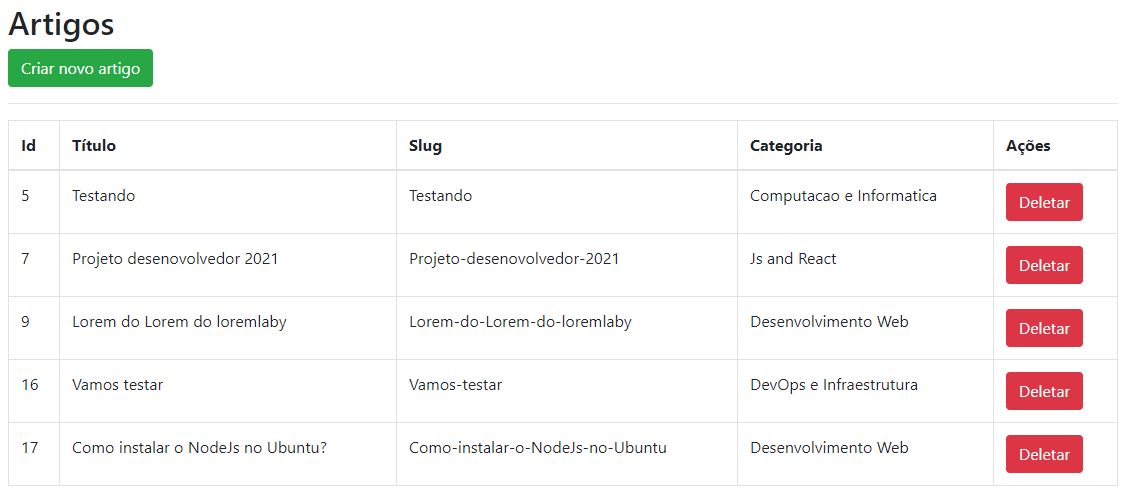 Artigos
Criar novo artigo
Id Título Slug Categoria Ações
5 Testando Testando Computacao e Informatica Deletar
7 Projeto desenovolvedor 2021 Projeto-desenovolvedor-2021 Js and React Deletar
9 Lorem do Lorem do loremlaby Lorem-do-Lorem-do-loremlaby Desenvolvimento Web Deletar
16 Vamos testar Vamos-testar DevOps e Infraestrutura Deletar
17 Como instalar o NodeJs no Ubuntu? Como-instalar-o-NodeJs-no-Ubuntu Desenvolvimento Web Deletar